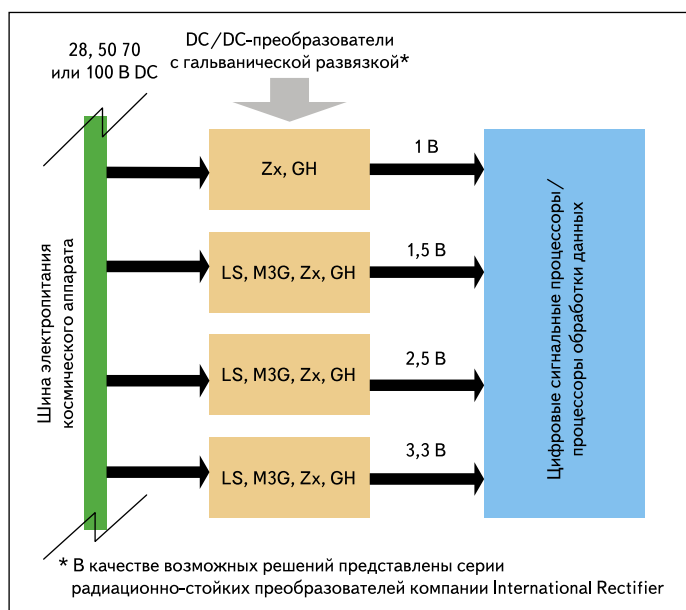 28, 50 70
или 100 В DC
DC/DC-преобразователи
с гальванической развязкой*
Шина электропитания
космического аппарата
Zx, GH
1 В
LS, M3G, Zx, GH
1,5 В
LS, M3G, Zx, GH
2,5 В
LS, M3G, Zx, GH
3,3 В
Цифровые сигнальные процессоры/
процессоры обработки данных
* В качестве возможных решений представлены серии
радиационно-стойких преобразователей компании International Rectifier